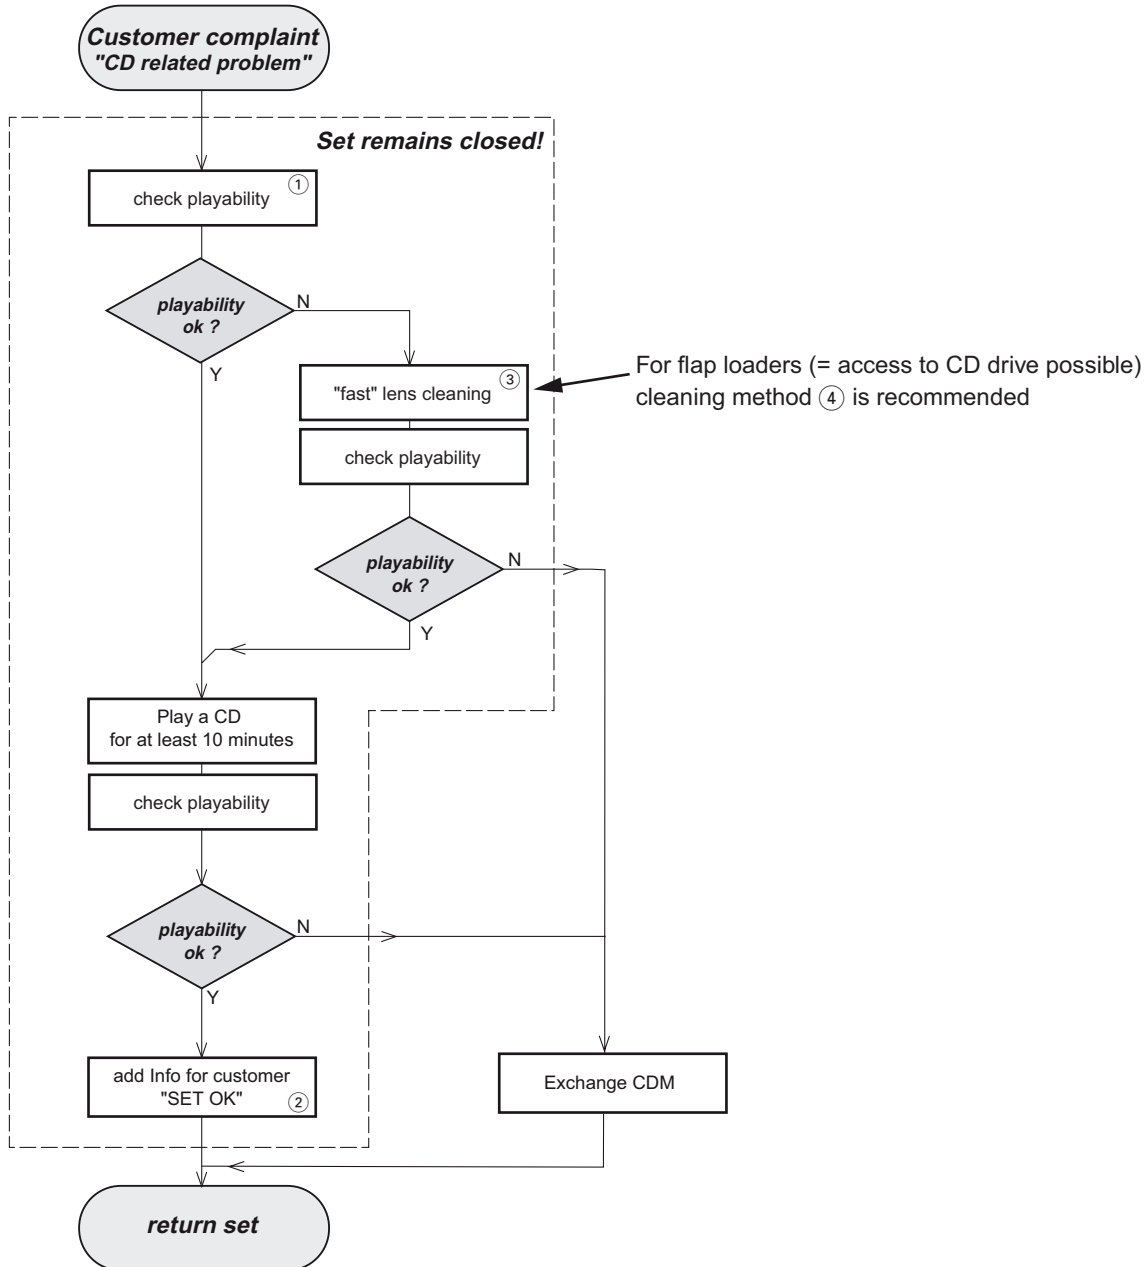 Customer complaint
"CD related problem"
Set remains closed!
check playability ①
playability
ok ?
N
Y
"fast" lens cleaning ③
For flap loaders (= access to CD drive possible)
cleaning method ④ is recommended
check playability
playability
ok ?
N
Y
Play a CD
for at least 10 minutes
check playability
playability
ok ?
N
Y
add Info for customer
"SET OK" ②
Exchange CDM
return set